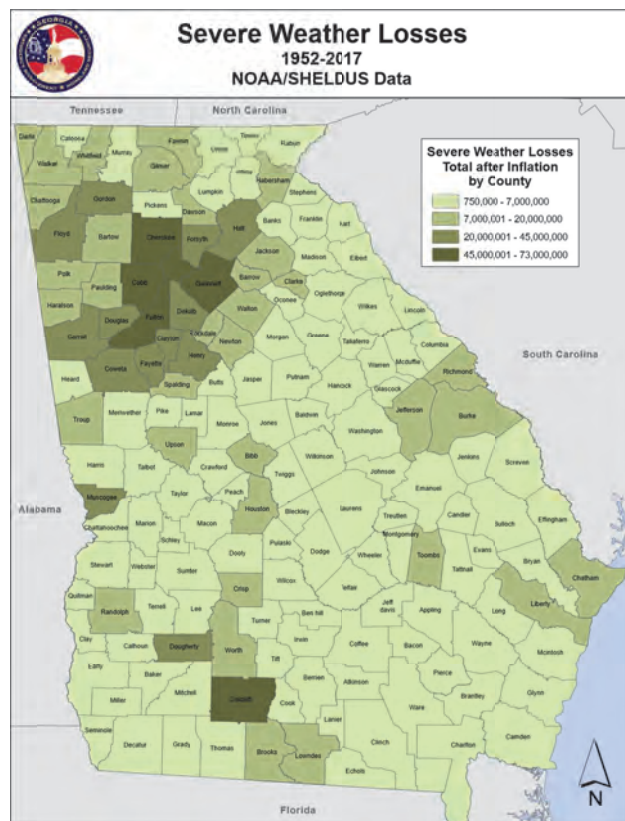 GEORGIA
Severe Weather Losses
1952-2017
NOAA/SHELDUS Data
Tennessee
North Carolina
Severe Weather Losses
Total after Inflation
by County
750,000 - 7,000,000
7,000,001 - 20,000,000
20,000,001 - 45,000,000
45,000,001 - 73,000,000
Dade
Catoosa
Fannin
Towns
Rabun
Walker
Whitfield
Murray
Gilmer
Habersham
Stephens
Chattooga
Gordon
Pickens
Lumpkin
Dawson
Banks
Franklin
Hart
Floyd
Bartow
Cherokee
Forsyth
Hall
Jackson
Madison
Elbert
Polk
Paulding
Cobb
Gwinnett
Barrow
Clarke
Oconee
Oglethorpe
Wilkes
Lincoln
Haralson
Douglas
Fulton
Dekalb
Walton
Rockdale
Newton
Morgan
Greene
Taliaferro
Columbia
Carroll
Clayton
Henry
Fayette
Coweta
Warren
Mcduffie
South Carolina
Heard
Spalding
Butts
Jasper
Putnam
Hancock
Glascock
Richmond
Troup
Meriwether
Pike
Lamar
Monroe
Jones
Baldwin
Washington
Jefferson
Burke
Upson
Harris
Talbot
Crawford
Bibb
Twiggs
Wilkinson
Johnson
Jenkins
Screven
Emanuel
Alabama
Muscogee
Taylor
Peach
Houston
Bleckley
Laurens
Treutlen
Candler
Bulloch
Effingham
Chattahoochee
Marion
Macon
Schley
Dooly
Pulaski
Dodge
Wheeler
Montgomery
Toombs
Tattnall
Evans
Bryan
Chatham
Stewart
Webster
Sumter
Wilcox
Telfair
Quitman
Randolph
Terrell
Lee
Crisp
Ben hill
Jeff
davis
Appling
Long
Liberty
Turner
Clay
Calhoun
Dougherty
Worth
Tift
Irwin
Coffee
Bacon
Wayne
Mcintosh
Early
Baker
Mitchell
Colquitt
Cook
Berrien
Atkinson
Pierce
Brantley
Glynn
Miller
Lanier
Ware
Seminole
Decatur
Grady
Thomas
Brooks
Lowndes
Clinch
Echols
Charlton
Camden
Florida
N